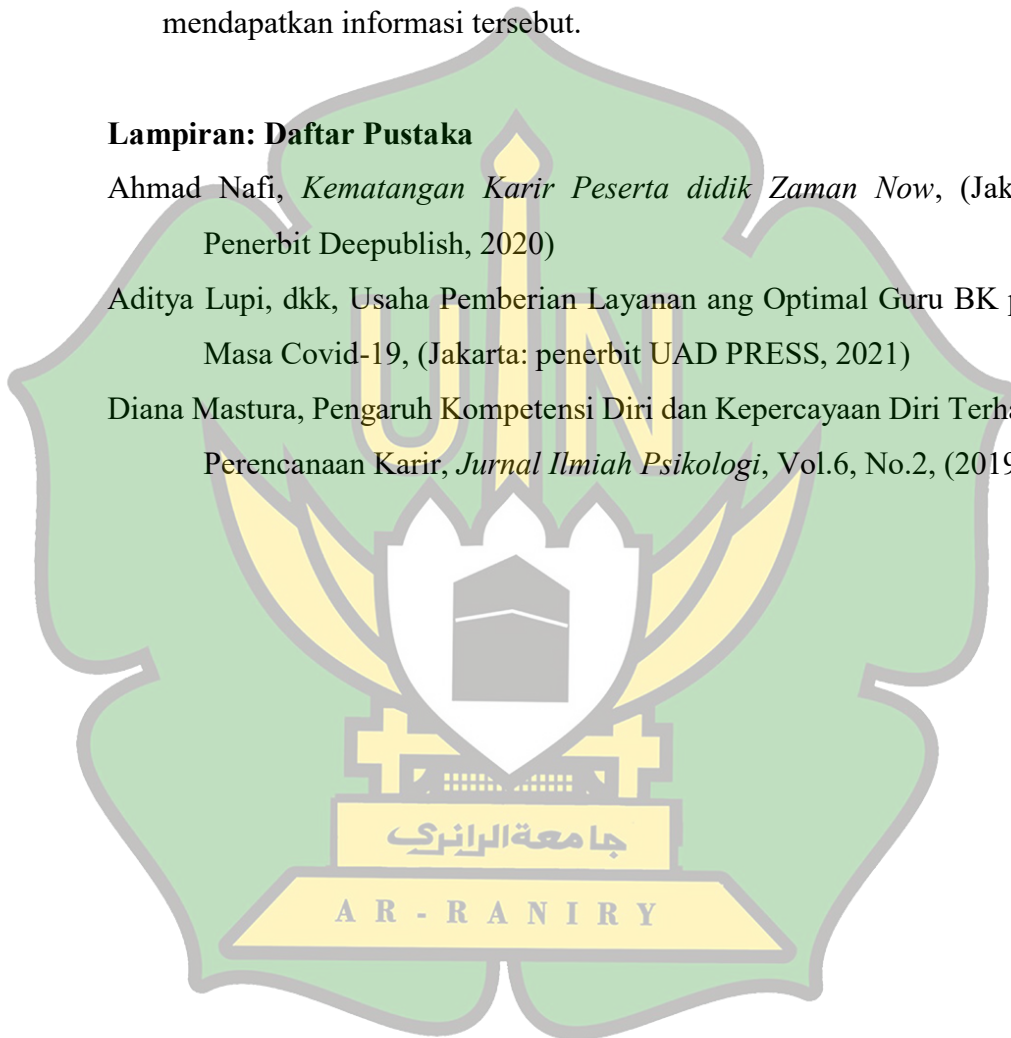 mendapatkan informasi tersebut.
Lampiran: Daftar Pustaka
Ahmad Nafi, Kematangan Karir Peserta didik Zaman Now, (Jak
Penerbit Deepublish, 2020)
Aditya Lupi, dkk, Usaha Pemberian Layanan ang Optimal Guru BK p
Masa Covid-19, (Jakarta: penerbit UAD PRESS, 2021)
Diana Mastura, Pengaruh Kompetensi Diri dan Kepercayaan Diri Terha
Perencanaan Karir, Jurnal Ilmiah Psikologi, Vol.6, No.2, (2019
UIN
جامعةالرانري
AR-RANIRY